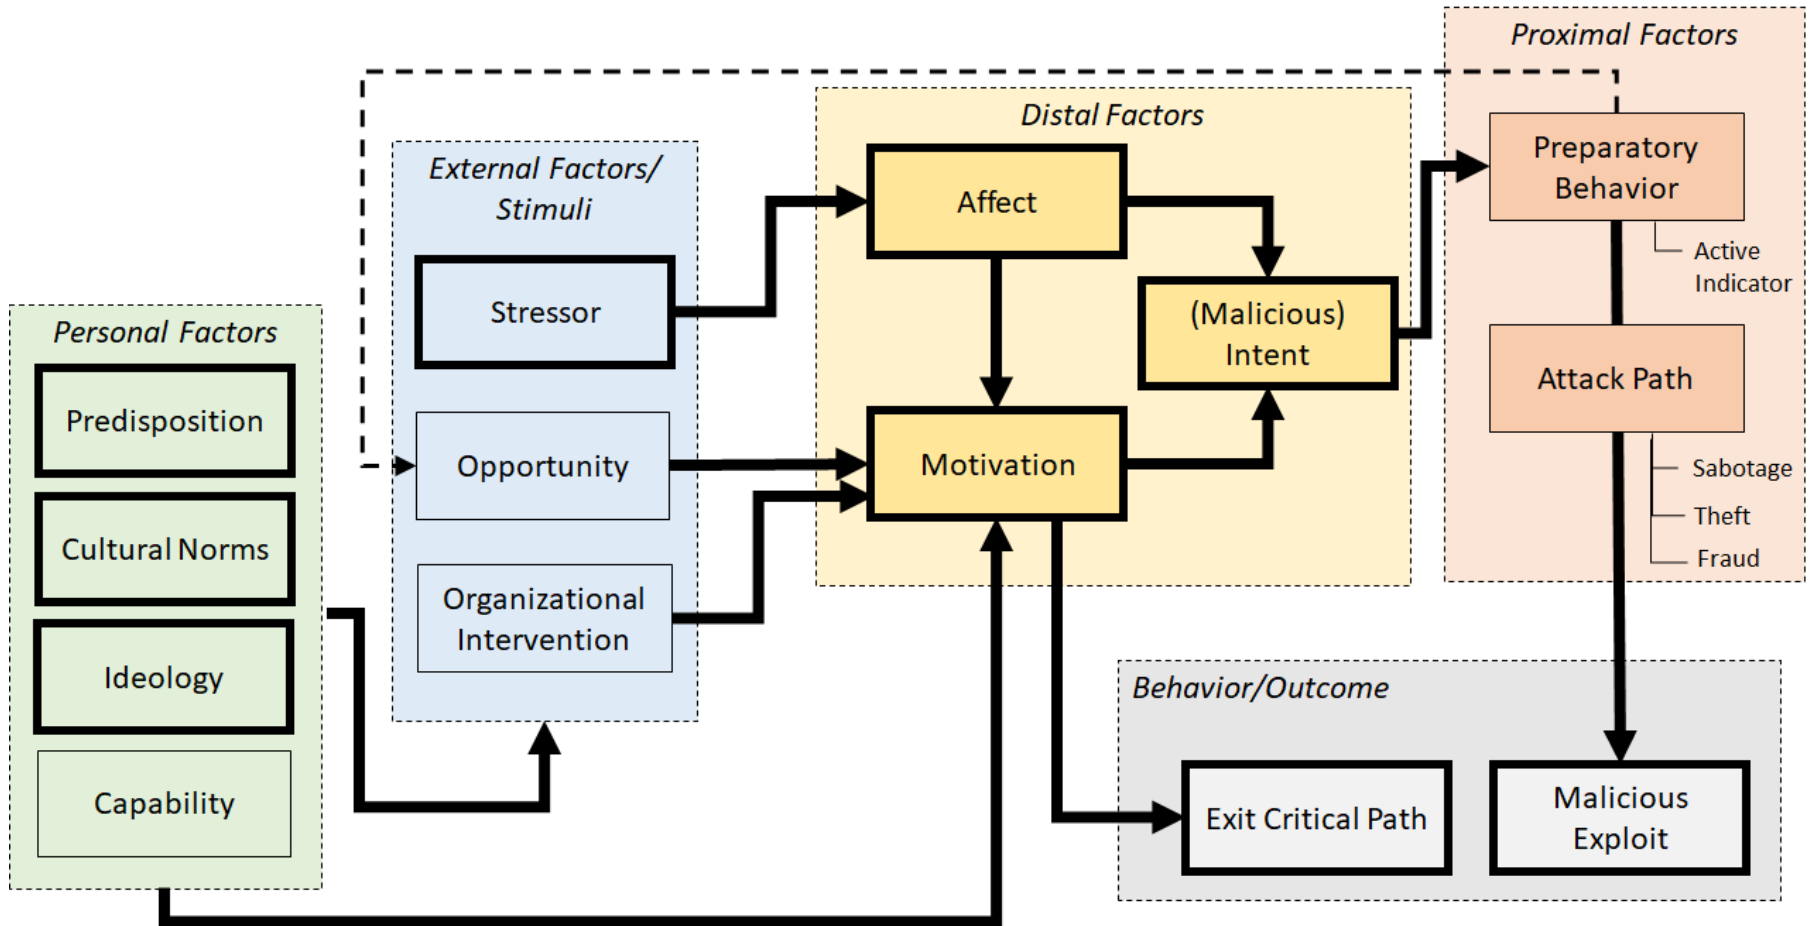 Personal Factors
Predisposition
Cultural Norms
Ideology
Capability
External Factors/
Stimuli
Stressor
Opportunity
Organizational
Intervention
Distal Factors
Affect
(Malicious)
Intent
Motivation
Proximal Factors
Preparatory
Behavior
Active
Indicator
Attack Path
Sabotage
Theft
Fraud
Behavior/Outcome
Exit Critical Path
Malicious
Exploit